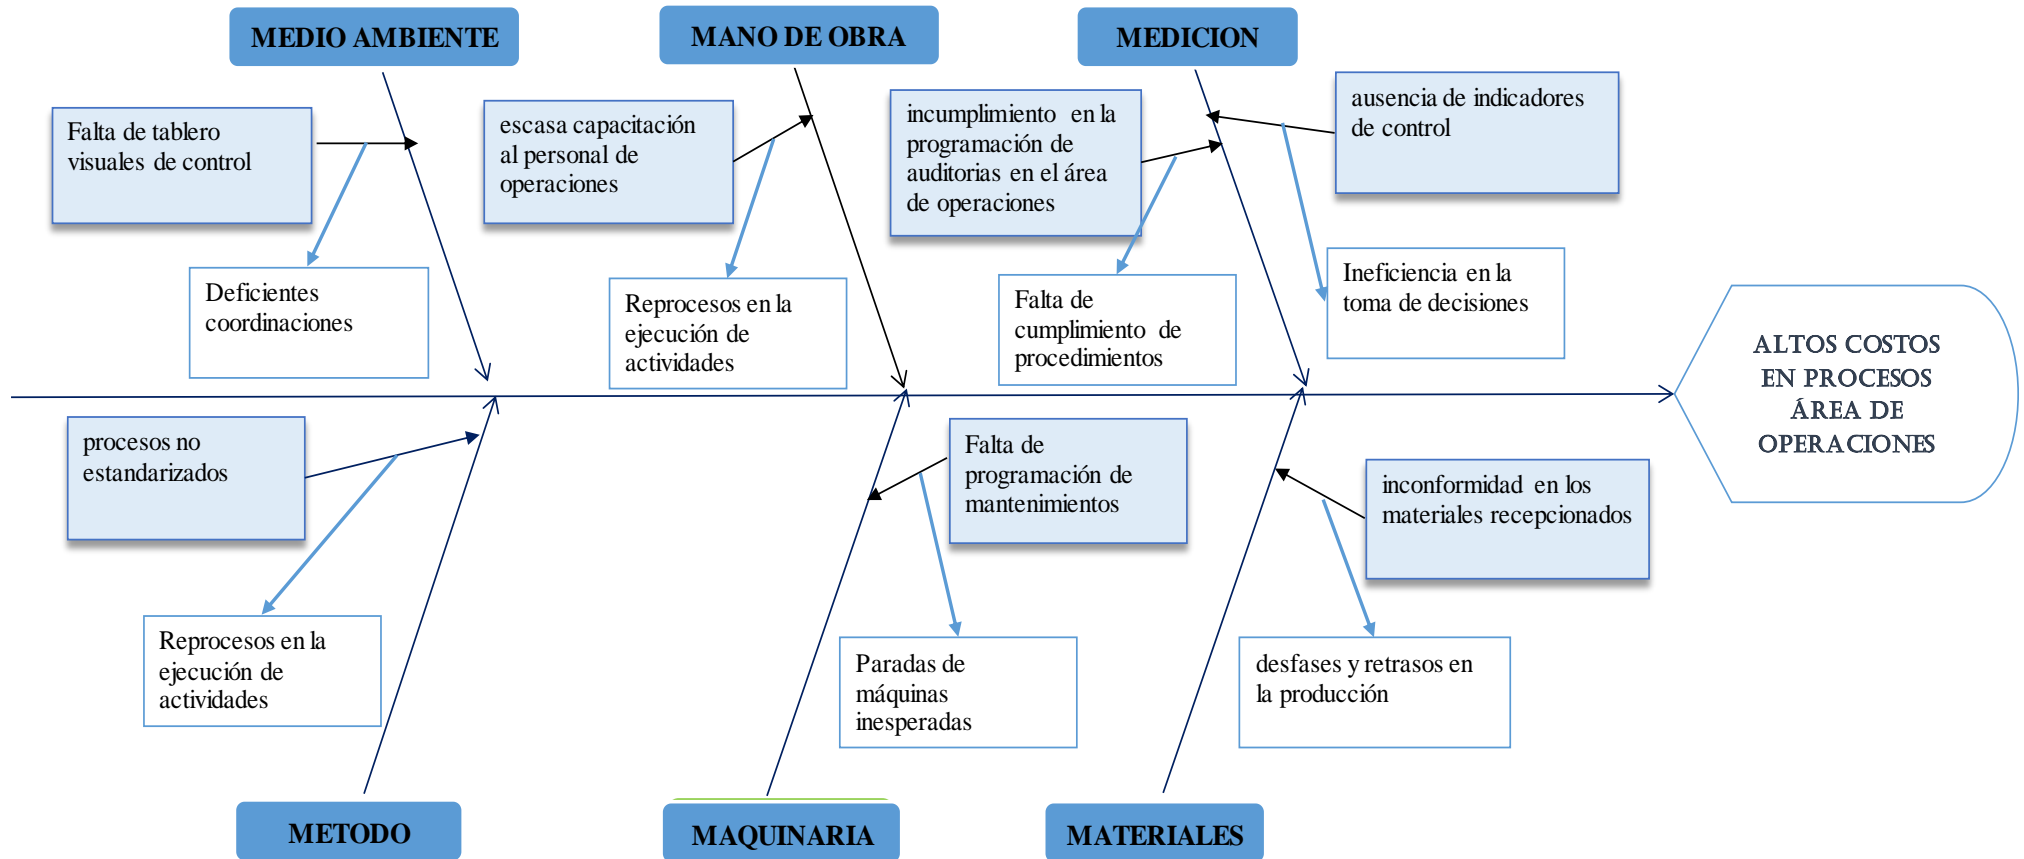 MEDIO AMBIENTE
MANO DE OBRA
MEDICION
Falta de tablero
visuales de control
escasa capacitación
al personal de
operaciones
incumplimiento en la
programación de
auditorias en el área
de operaciones
ausencia de indicadores
de control
Deficientes
coordinaciones
Reprocesos en la
ejecución de
actividades
Falta de
cumplimiento de
procedimientos
Ineficiencia en la
toma de decisiones
ALTOS COSTOS
EN PROCESOS
ÁREA DE
OPERACIONES
procesos no
estandarizados
Falta de
programación de
mantenimientos
inconformidad en los
materiales recepcionados
Reprocesos en la
ejecución de
actividades
Paradas de
máquinas
inesperadas
desfases y retrasos en
la producción
METODO
MAQUINARIA
MATERIALES